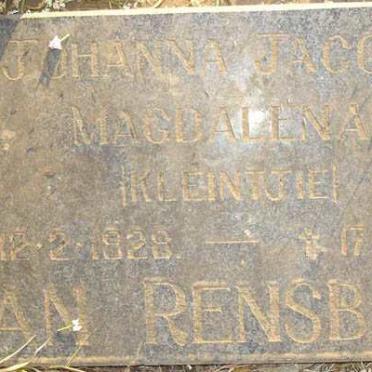 JOHANNA JACO
MAGDALENA
(KLEINTJIE)
12·2·1928. — 17
AN RENSB